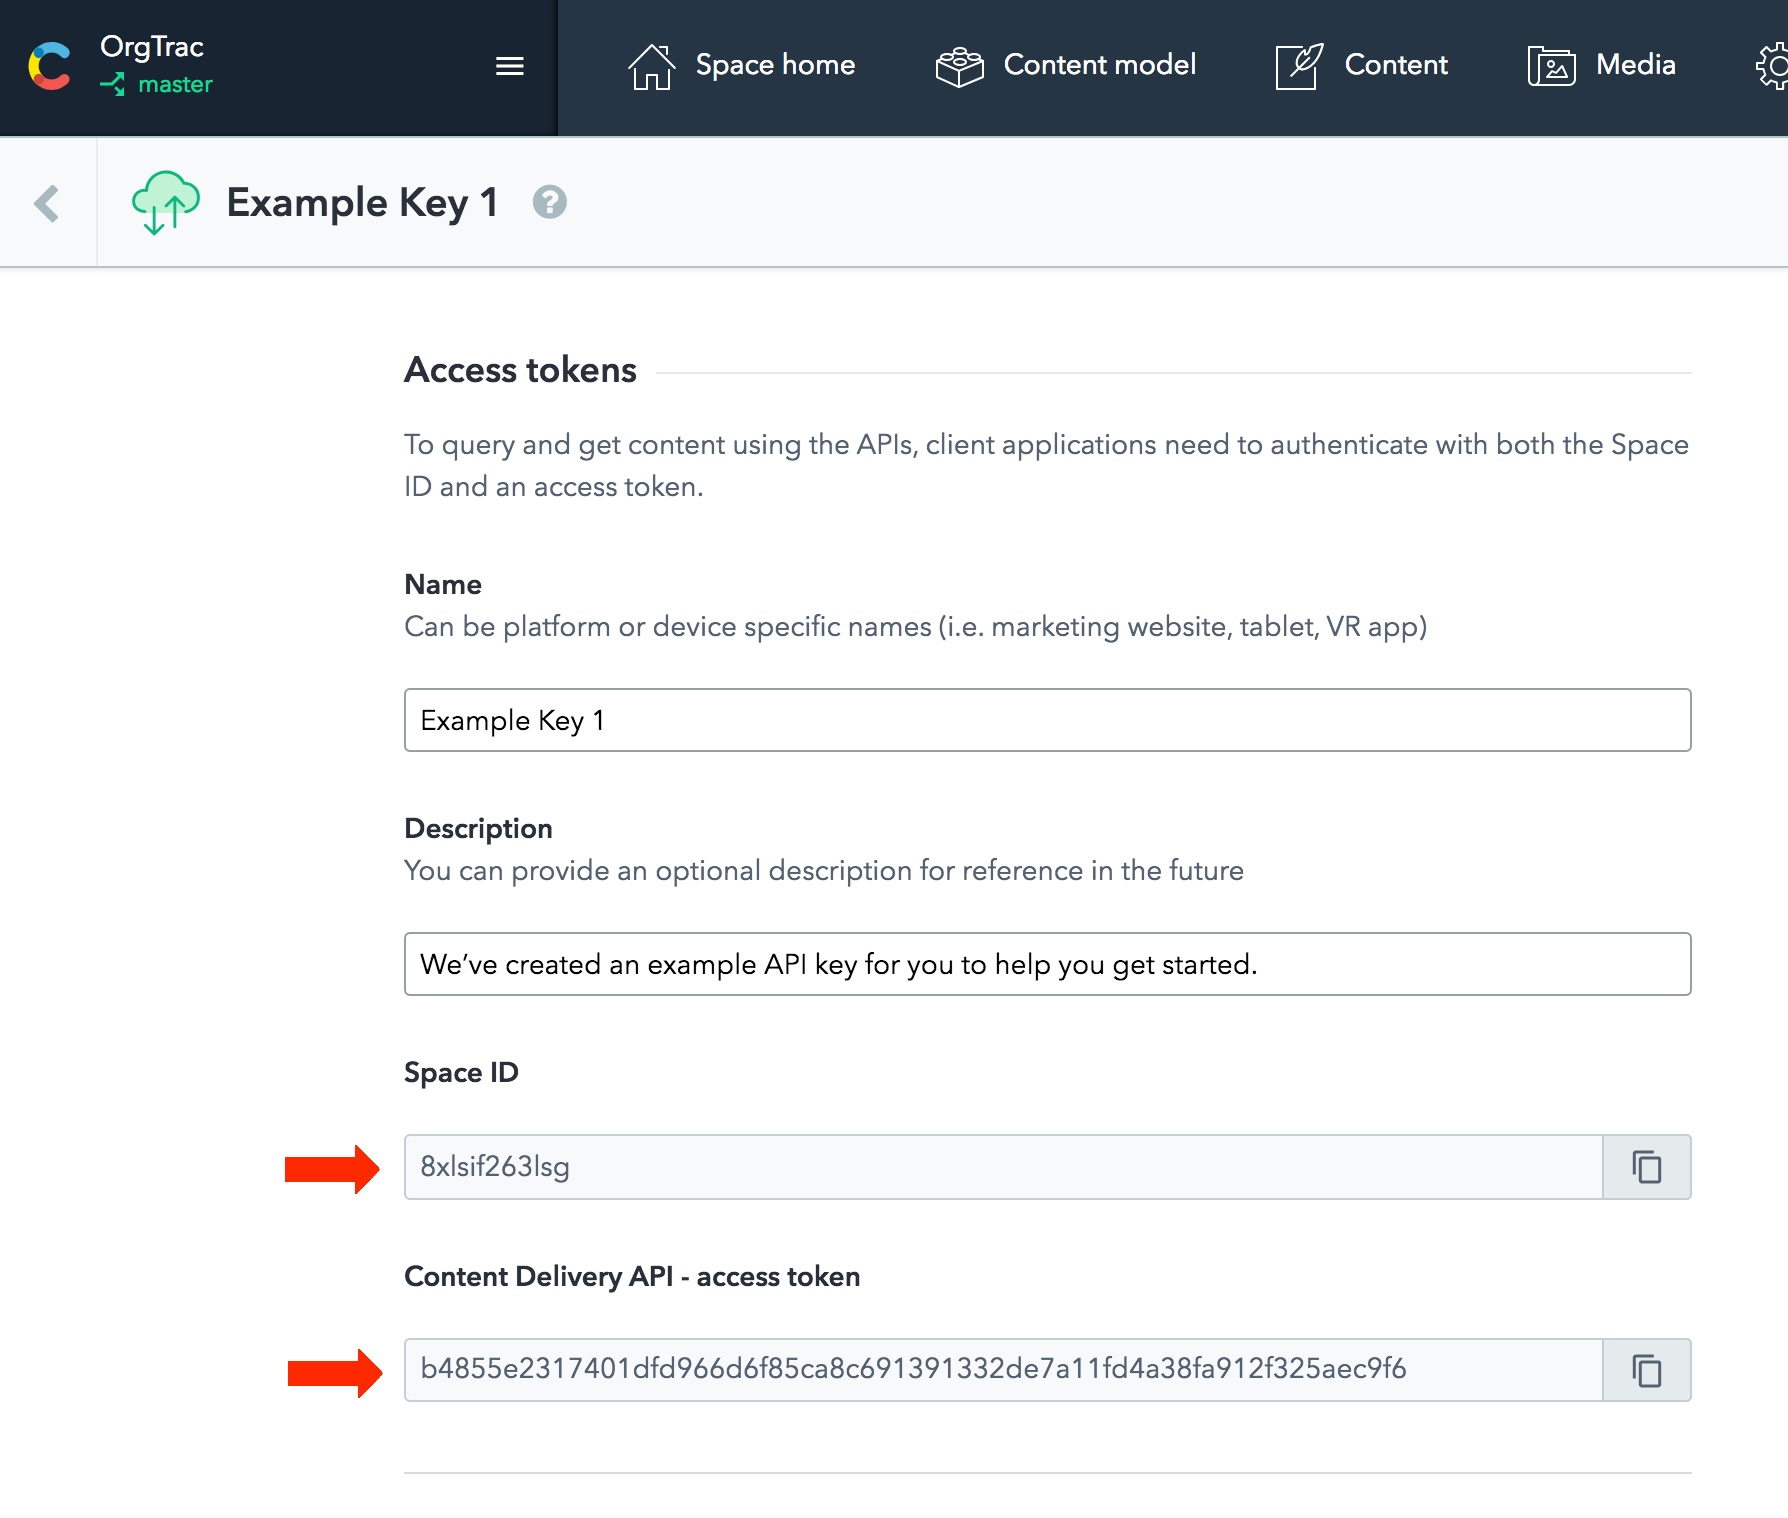 OrgTrac
master
Space home
Content model
Content
Media
Example Key 1
?
Access tokens
To query and get content using the APIs, client applications need to authenticate with both the Space
ID and an access token.
Name
Can be platform or device specific names (i.e. marketing website, tablet, VR app)
Example Key 1
Description
You can provide an optional description for reference in the future
We’ve created an example API key for you to help you get started.
Space ID
8xlsif263lsg
Content Delivery API - access token
b4855e2317401dfd966d6f85ca8c691391332de7a11fd4a38fa912f325aec9f6